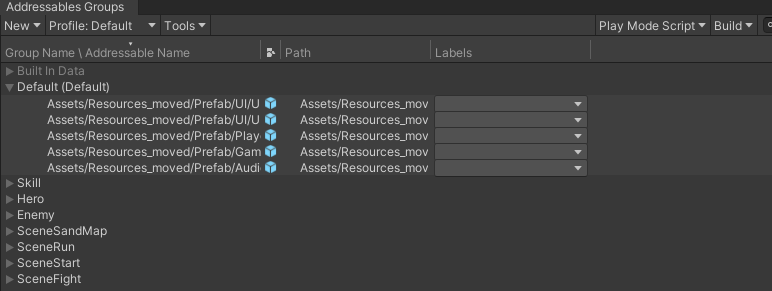 Addressables Groups
New Profile: Default Tools Play Mode Script Build
Group Name \ Addressable Name Path Labels
Built In Data
Default (Default)
Assets/Resources_moved/Prefab/UI/U Assets/Resources_mov
Assets/Resources_moved/Prefab/UI/U Assets/Resources_mov
Assets/Resources_moved/Prefab/Play Assets/Resources_mov
Assets/Resources_moved/Prefab/Gam Assets/Resources_mov
Assets/Resources_moved/Prefab/Audi Assets/Resources_mov
Skill
Hero
Enemy
SceneSandMap
SceneRun
SceneStart
SceneFight